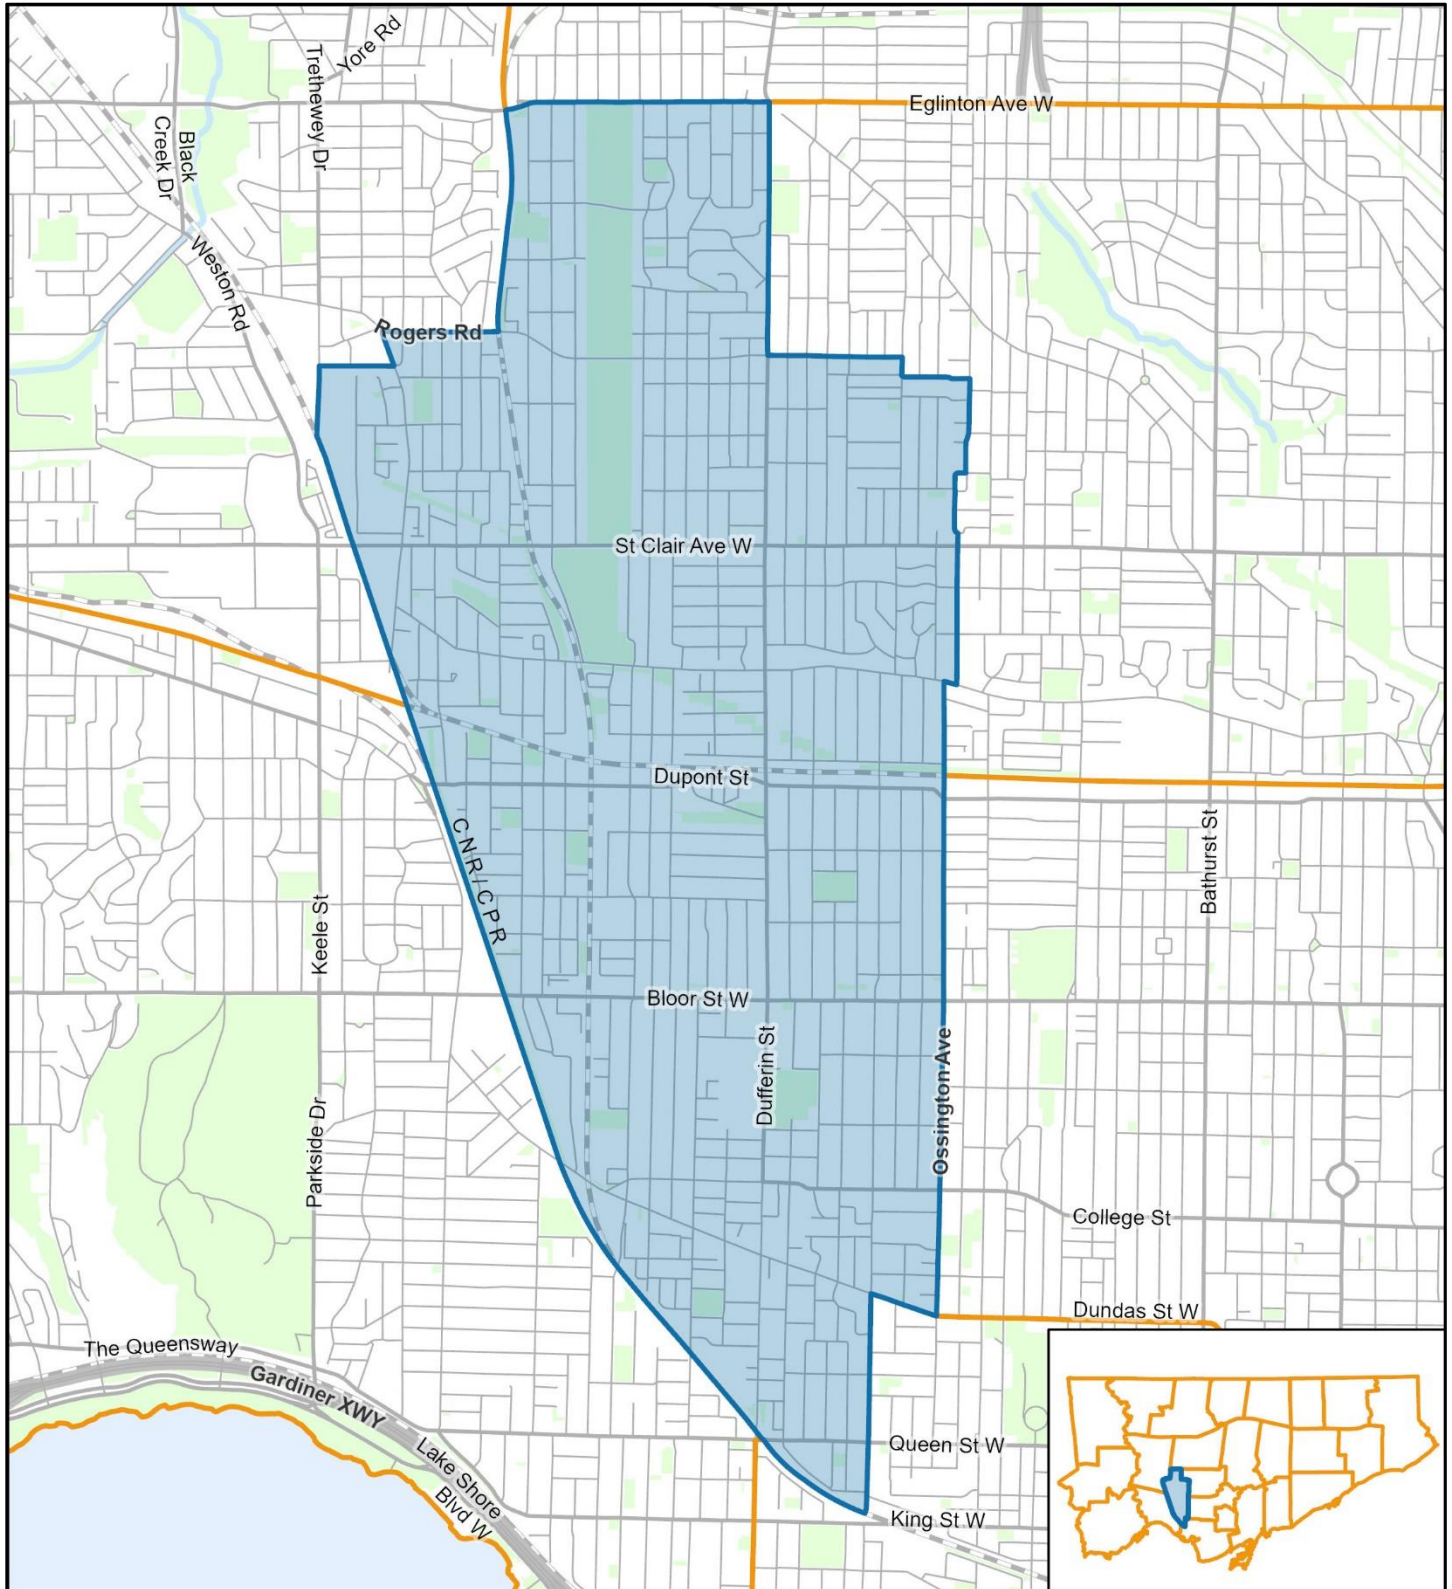 Yore Rd
Trethewey Dr
Eglinton Ave W
Black
Creek Dr
Weston Rd
Rogers Rd
St Clair Ave W
Dupont St
CNR/CPR
Bathurst St
Keele St
Bloor St W
Dufferin St
Ossington Ave
Parkside Dr
College St
Dundas St W
The Queensway
Gardiner XWY
Queen St W
Lake Shore
Blvd W
King St W